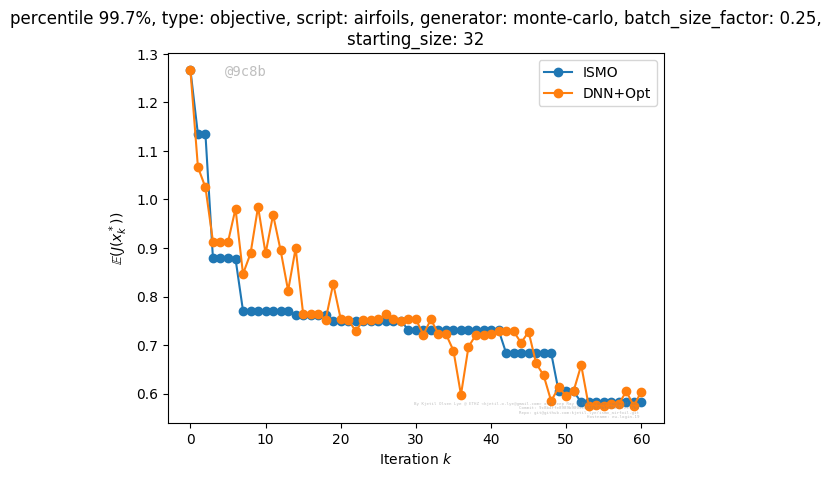 percentile 99.7%, type: objective, script: airfoils, generator: monte-carlo, batch_size_factor: 0.25,
starting_size: 32
@9c8b
ISMO
DNN+Opt
1.3
1.2
1.1
1.0
0.9
0.8
0.7
0.6
𝔼(J(x*ₖ))
0 10 20 30 40 50 60
Iteration k